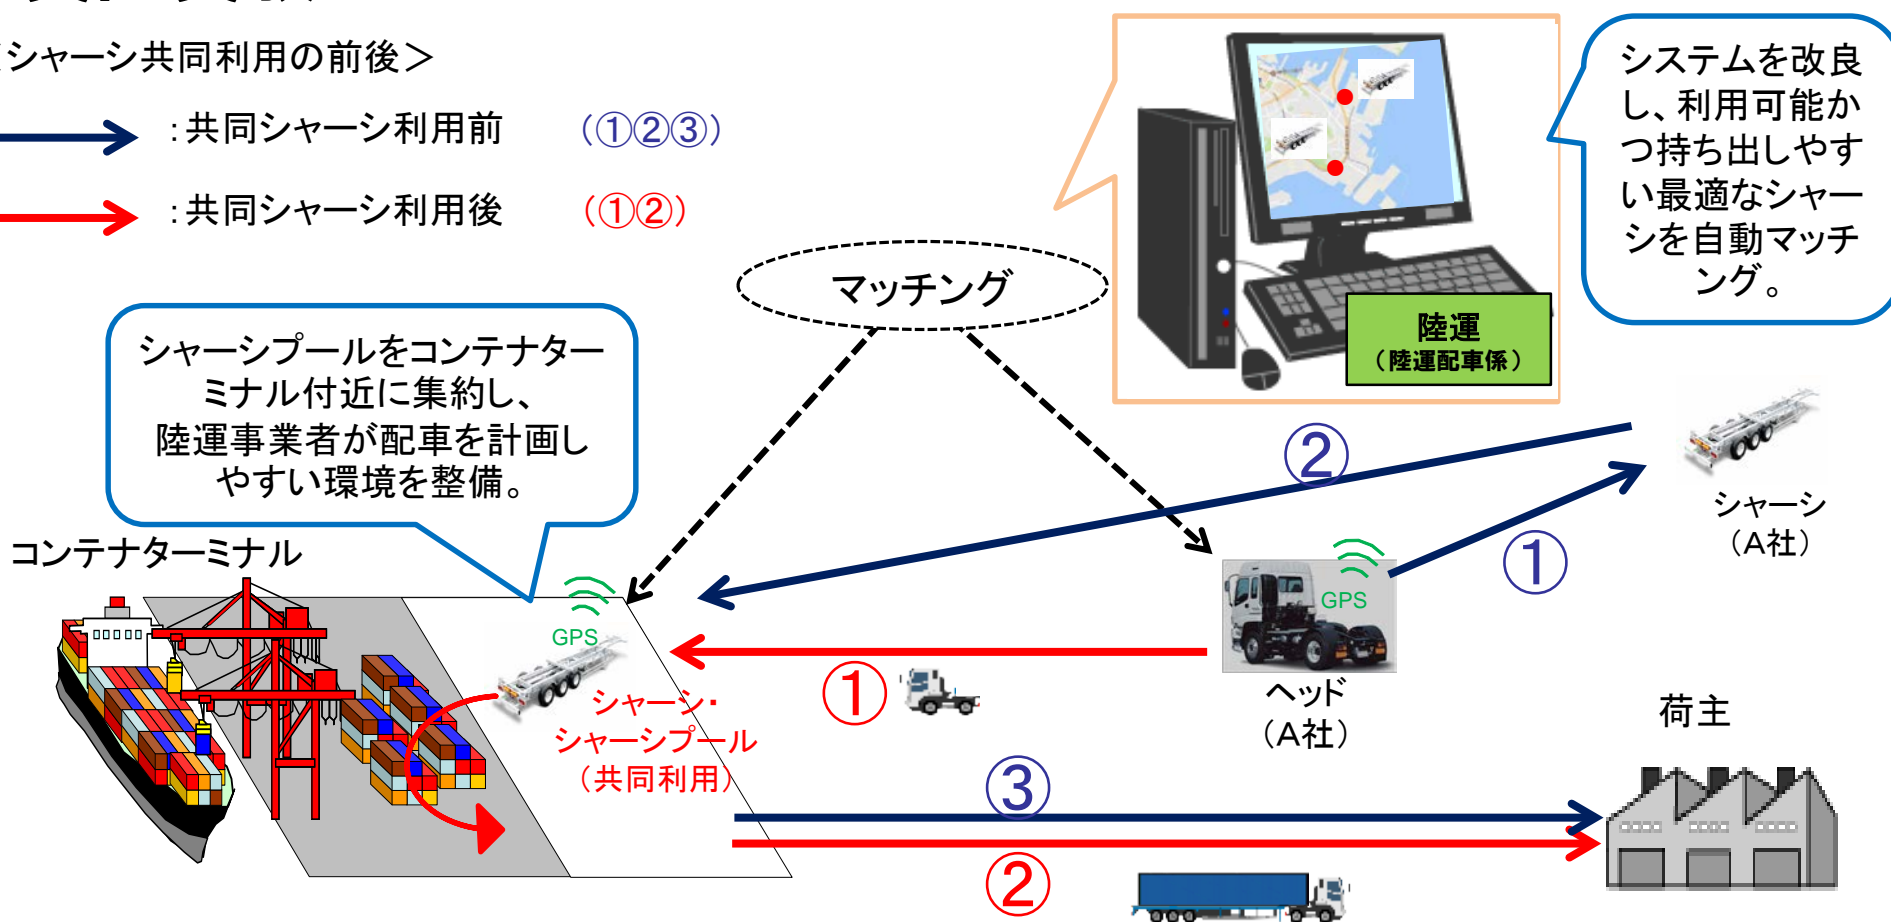 シャーシ共同利用の前後＞
：共同シャーシ利用前　（①②③）
：共同シャーシ利用後　（①②）
マッチング
システムを改良
し、利用可能か
つ持ち出しやす
い最適なシャー
シを自動マッチ
ング。
陸運
（陸運配車係）
シャーシプールをコンテナター
ミナル付近に集約し、
陸運事業者が配車を計画し
やすい環境を整備。
コンテナターミナル
②
①
シャーシ
（A社）
GPS
GPS
シャーシ・
シャーシプール
（共同利用）
①
ヘッド
（A社）
荷主
③
②